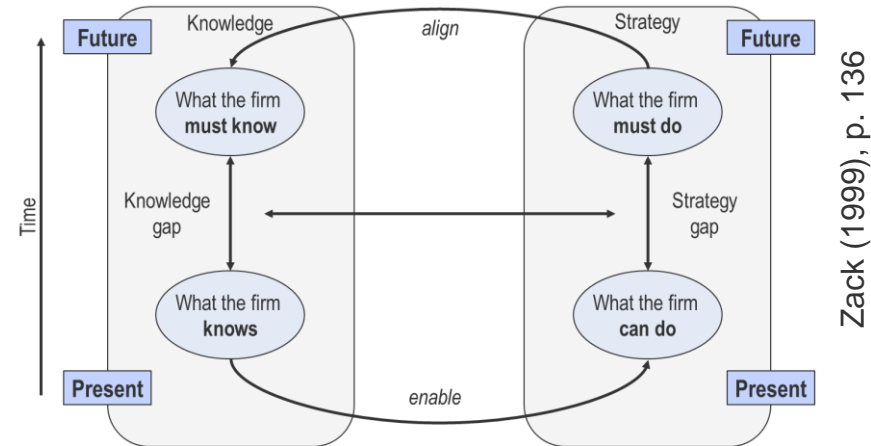 Future
Knowledge
align
Strategy
Future
What the firm
must know
What the firm
must do
Time
Knowledge
gap
Strategy
gap
What the firm
knows
What the firm
can do
Present
enable
Present
Zack (1999), p. 136